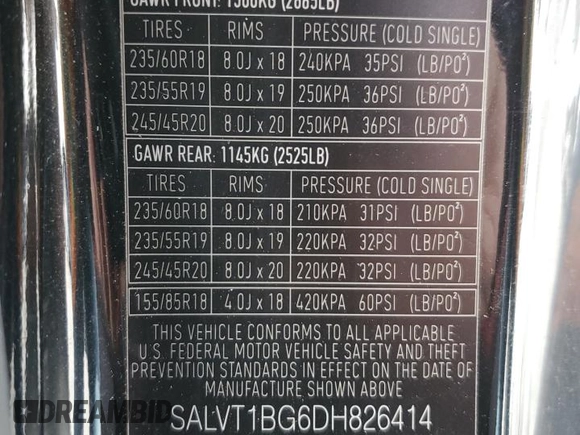 GAWR FRONT: 1300KG (2865LB)
TIRES RIMS PRESSURE (COLD SINGLE)
235/60R18 8.0J x 18 240KPA 35PSI (LB/PO²)
235/55R19 8.0J x 19 250KPA 36PSI (LB/PO²)
245/45R20 8.0J x 20 250KPA 36PSI (LB/PO²)
GAWR REAR: 1145KG (2525LB)
TIRES RIMS PRESSURE (COLD SINGLE)
235/60R18 8.0J x 18 210KPA 31PSI (LB/PO²)
235/55R19 8.0J x 19 220KPA 32PSI (LB/PO²)
245/45R20 8.0J x 20 220KPA 32PSI (LB/PO²)
155/85R18 4.0J x 18 420KPA 60PSI (LB/PO²)
THIS VEHICLE CONFORMS TO ALL APPLICABLE
U.S. FEDERAL MOTOR VEHICLE SAFETY AND THEFT
PREVENTION STANDARDS IN EFFECT ON THE DATE OF
MANUFACTURE SHOWN ABOVE
SALVT1BG6DH826414
DREAMBID